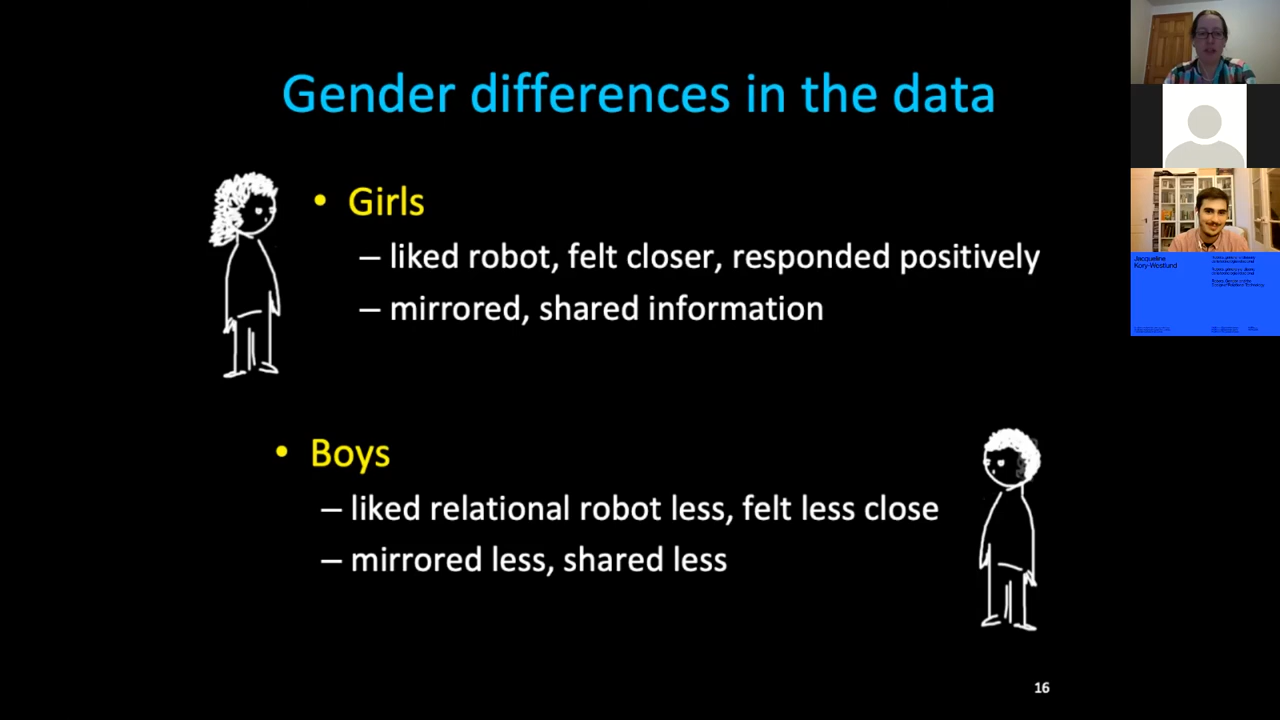 Gender differences in the data
• Girls
– liked robot, felt closer, responded positively
– mirrored, shared information
• Boys
– liked relational robot less, felt less close
– mirrored less, shared less
16
Jacqueline
Kory-Westlund